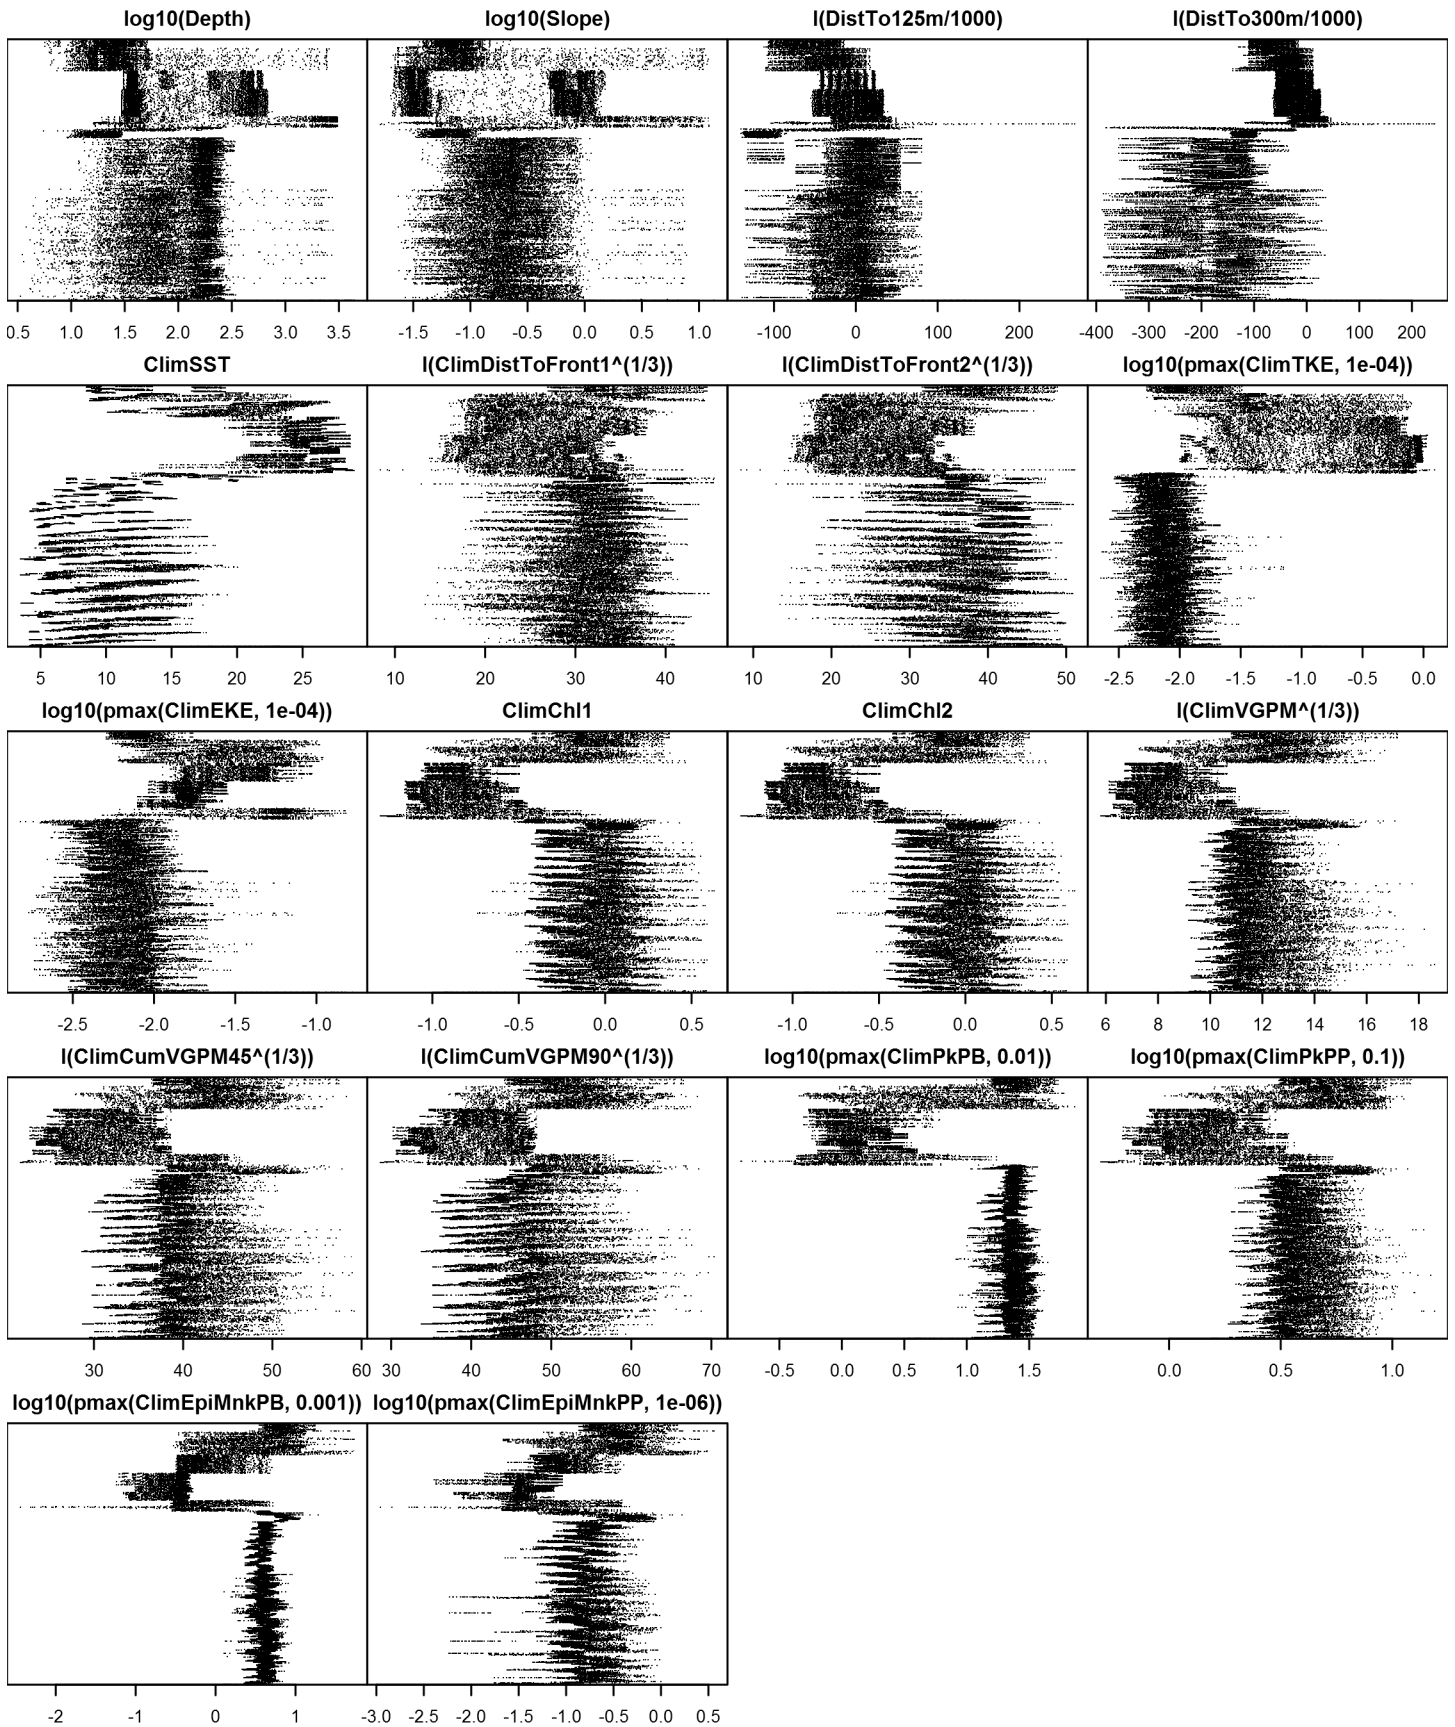 log10(Depth) log10(Slope) I(DistTo125m/1000) I(DistTo300m/1000)
0.5 1.0 1.5 2.0 2.5 3.0 3.5 -1.5 -1.0 -0.5 0.0 0.5 1.0 -100 0 100 200 -400 -300 -200 -100 0 100 200
ClimSST I(ClimDistToFront1^(1/3)) I(ClimDistToFront2^(1/3)) log10(pmax(ClimTKE, 1e-04))
5 10 15 20 25 10 20 30 40 10 20 30 40 50 -2.5 -2.0 -1.5 -1.0 -0.5 0.0
log10(pmax(ClimEKE, 1e-04)) ClimChl1 ClimChl2 I(ClimVGPM^(1/3))
-2.5 -2.0 -1.5 -1.0 -1.0 -0.5 0.0 0.5 -1.0 -0.5 0.0 0.5 6 8 10 12 14 16 18
I(ClimCumVGPM45^(1/3)) I(ClimCumVGPM90^(1/3)) log10(pmax(ClimPkPB, 0.01)) log10(pmax(ClimPkPP, 0.1))
30 40 50 60 30 40 50 60 70 -0.5 0.0 0.5 1.0 1.5 0.0 0.5 1.0
log10(pmax(ClimEpiMnkPB, 0.001)) log10(pmax(ClimEpiMnkPP, 1e-06))
-2 -1 0 1 -3.0 -2.5 -2.0 -1.5 -1.0 -0.5 0.0 0.5